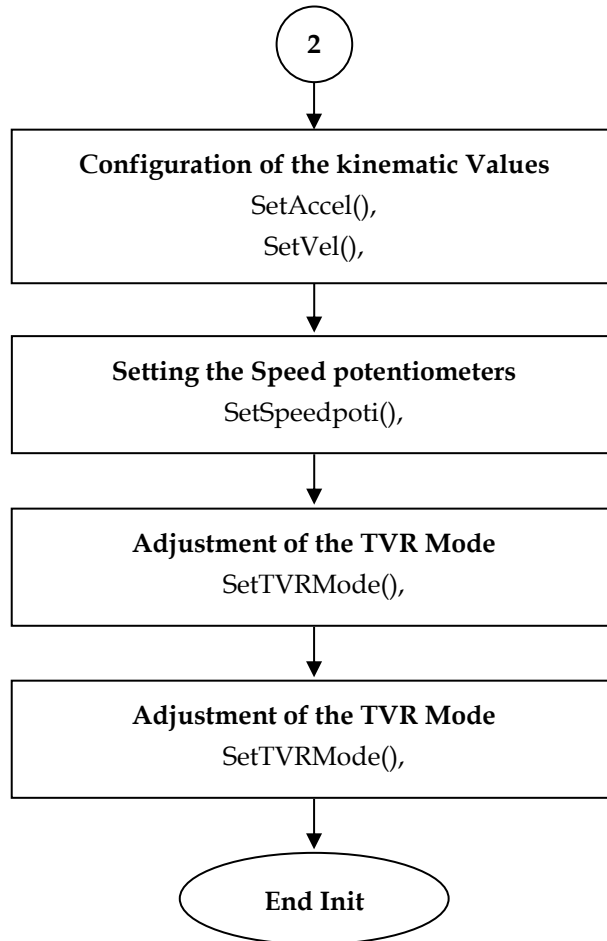 2
Configuration of the kinematic Values
SetAccel(),
SetVel(),
Setting the Speed potentiometers
SetSpeedpoti(),
Adjustment of the TVR Mode
SetTVRMode(),
Adjustment of the TVR Mode
SetTVRMode(),
End Init